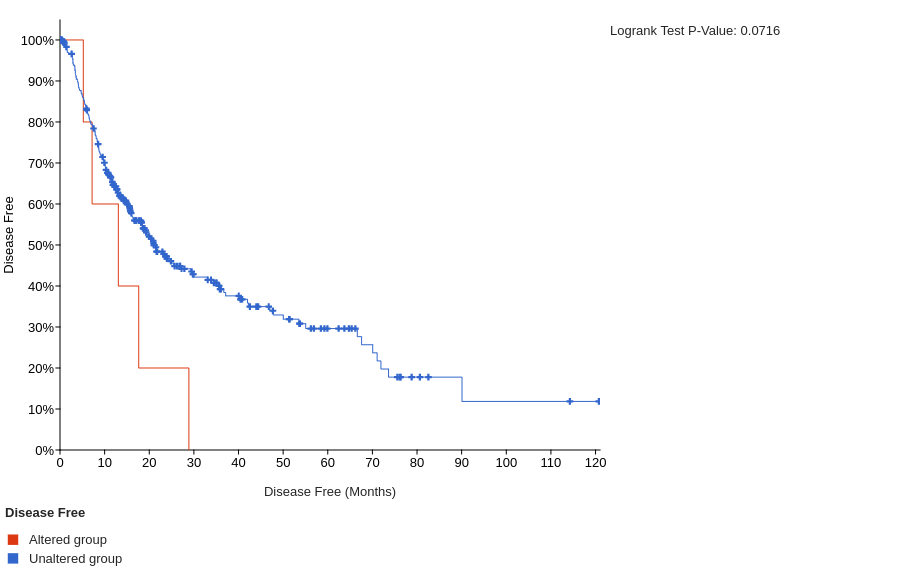 Logrank Test P-Value: 0.0716
100%
90%
80%
70%
60%
50%
40%
30%
20%
10%
0%
Disease Free
0 10 20 30 40 50 60 70 80 90 100 110 120
Disease Free (Months)
Disease Free
Altered group
Unaltered group